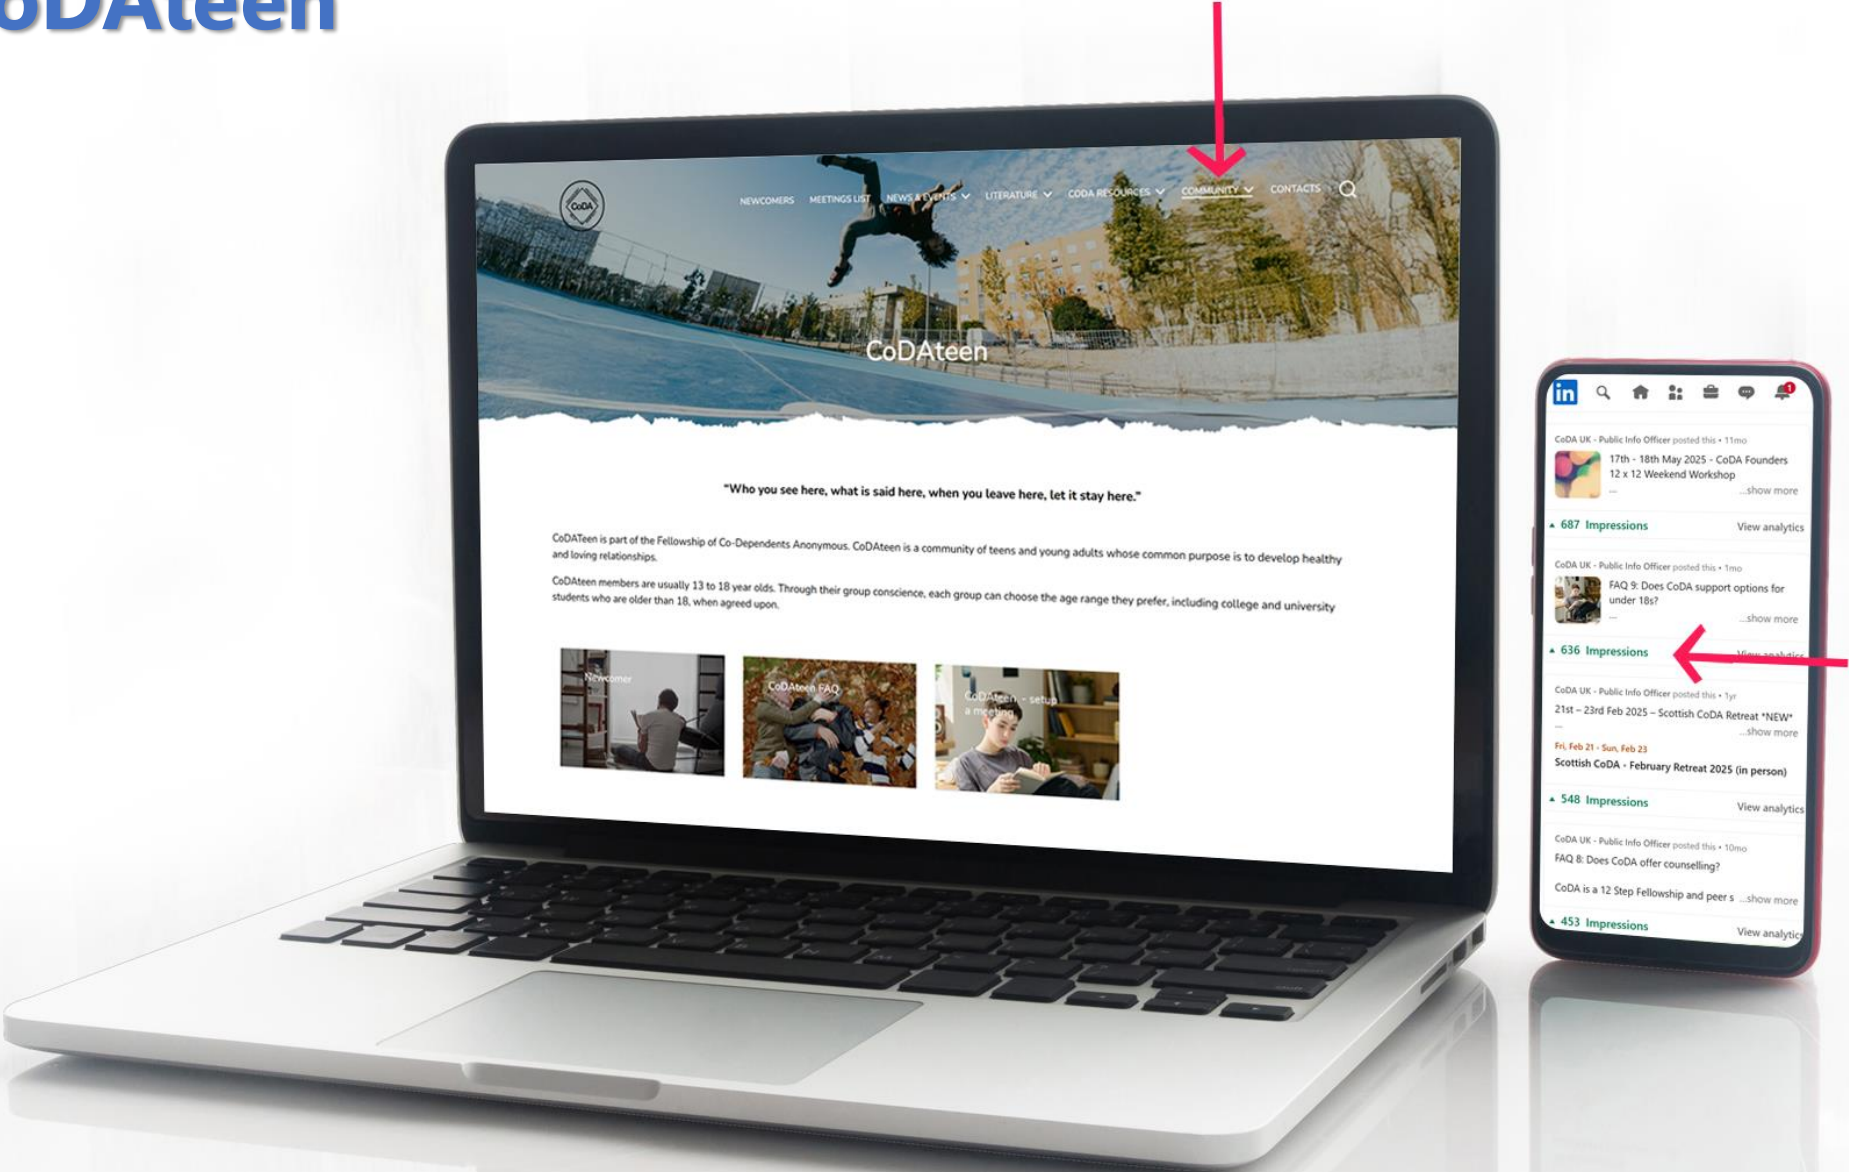 CoDAteen
CoDA
NEWCOMERS MEETINGS LIST NEWS & EVENTS LITERATURE CODA RESOURCES COMMUNITY CONTACTS
CoDAteen
"Who you see here, what is said here, when you leave here, let it stay here."
CoDATeen is part of the Fellowship of Co-Dependents Anonymous. CoDAteen is a community of teens and young adults whose common purpose is to develop healthy
and loving relationships.
CoDAteen members are usually 13 to 18 year olds. Through their group conscience, each group can choose the age range they prefer, including college and university
students who are older than 18, when agreed upon.
Newcomer
CoDAteen FAQ
CoDAteen - setup
a meeting
in
1
CoDA UK - Public Info Officer posted this • 11mo
17th - 18th May 2025 - CoDA Founders
12 x 12 Weekend Workshop
... ...show more
687 Impressions View analytics
CoDA UK - Public Info Officer posted this • 1mo
FAQ 9: Does CoDA support options for
under 18s?
... ...show more
636 Impressions View analytics
CoDA UK - Public Info Officer posted this • 1yr
21st – 23rd Feb 2025 – Scottish CoDA Retreat *NEW*
... ...show more
Fri, Feb 21 - Sun, Feb 23
Scottish CoDA - February Retreat 2025 (in person)
548 Impressions View analytics
CoDA UK - Public Info Officer posted this • 10mo
FAQ 8: Does CoDA offer counselling?
CoDA is a 12 Step Fellowship and peer s ...show more
453 Impressions View analytics